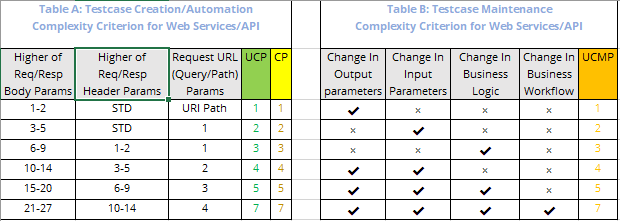 Table A: Testcase Creation/Automation
Complexity Criterion for Web Services/API
Higher of Req/Resp Body Params | Higher of Req/Resp Header Params | Request URL (Query/Path) Params | UCP | CP
1-2 | STD | URI Path | 1 | 1
3-5 | STD | 1 | 2 | 2
6-9 | 1-2 | 1 | 3 | 3
10-14 | 3-5 | 2 | 4 | 4
15-20 | 6-9 | 3 | 5 | 5
21-27 | 10-14 | 4 | 7 | 7
Table B: Testcase Maintenance
Complexity Criterion for Web Services/API
Change In Output parameters | Change In Input Parameters | Change In Business Logic | Change In Business Workflow | UCMP
✓ | × | × | × | 1
× | ✓ | × | × | 2
× | × | ✓ | × | 3
✓ | ✓ | × | × | 4
✓ | ✓ | ✓ | × | 5
✓ | ✓ | ✓ | ✓ | 7